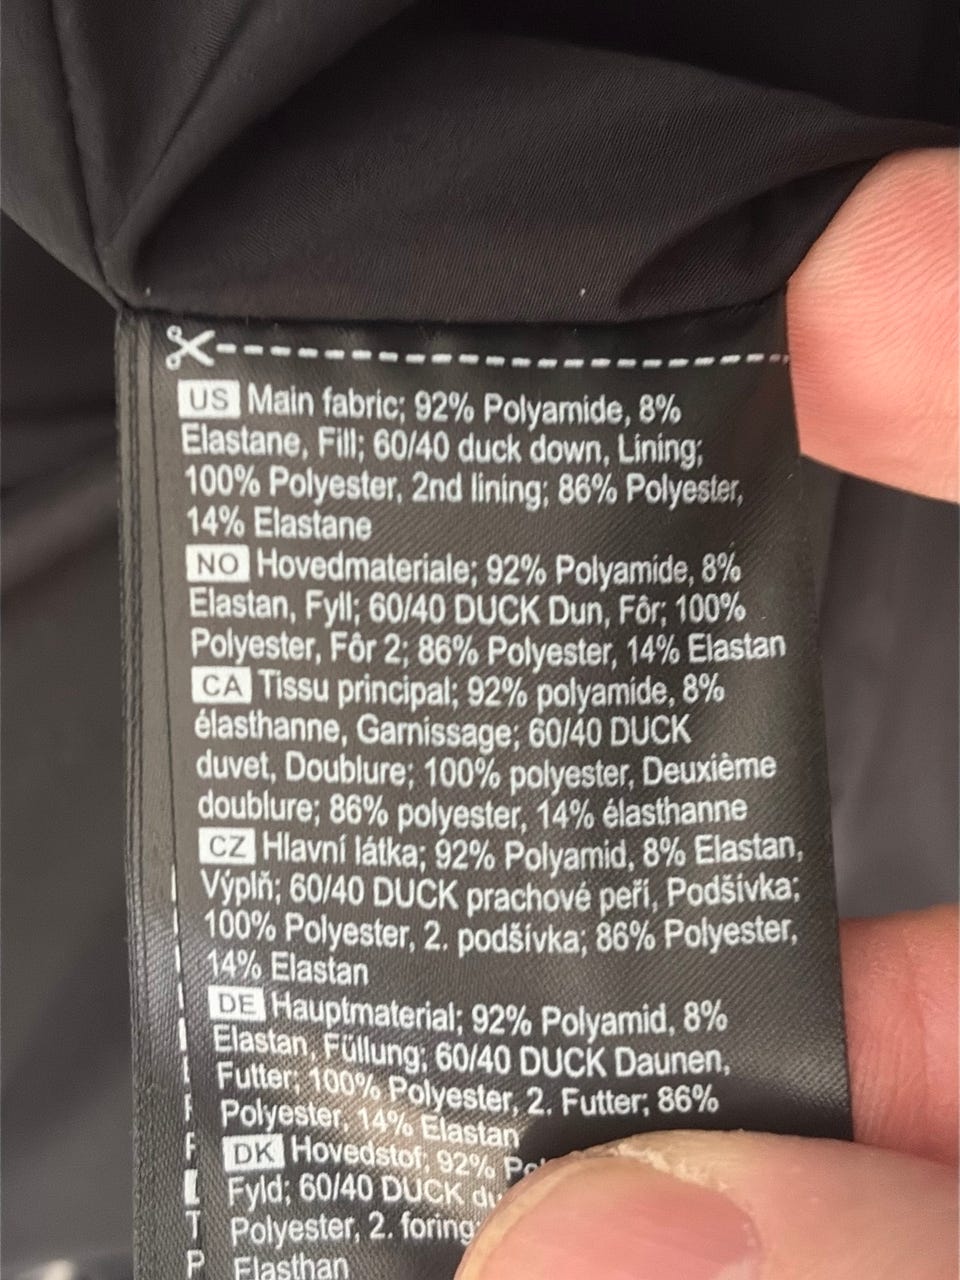 US Main fabric; 92% Polyamide, 8%
Elastane, Fill; 60/40 duck down, Lining;
100% Polyester, 2nd lining; 86% Polyester,
14% Elastane
NO Hovedmateriale; 92% Polyamide, 8%
Elastan, Fyll; 60/40 DUCK Dun, Fôr; 100%
Polyester, Fôr 2; 86% Polyester, 14% Elastan
CA Tissu principal; 92% polyamide, 8%
élasthanne, Garnissage; 60/40 DUCK
duvet, Doublure; 100% polyester, Deuxième
doublure; 86% polyester, 14% élasthanne
CZ Hlavní látka; 92% Polyamid, 8% Elastan,
Výplň; 60/40 DUCK prachové peří, Podšívka;
100% Polyester, 2. podšívka; 86% Polyester,
14% Elastan
DE Hauptmaterial; 92% Polyamid, 8%
Elastan, Füllung; 60/40 DUCK Daunen,
Futter; 100% Polyester, 2. Futter; 86%
Polyester, 14% Elastan
DK Hovedstof; 92%
Fyld; 60/40 DUCK
Polyester, 2. foring;
Elasthan